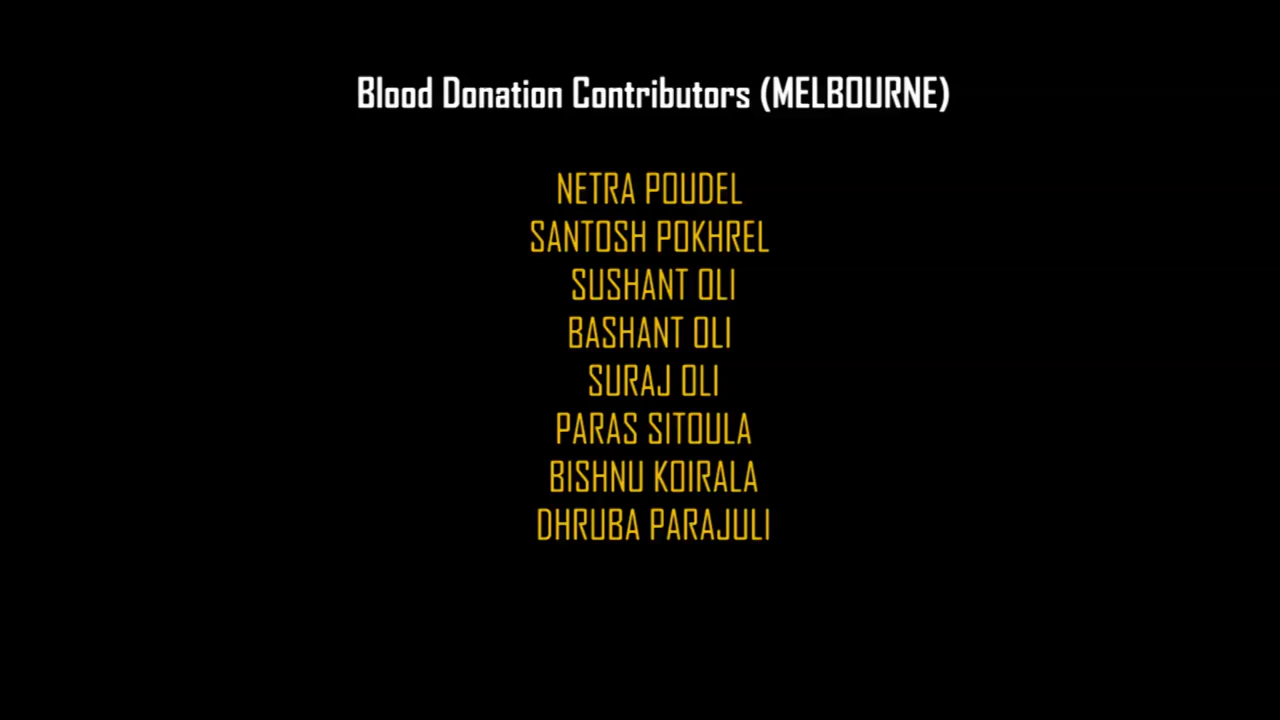 Blood Donation Contributors (MELBOURNE)
NETRA POUDEL
SANTOSH POKHREL
SUSHANT OLI
BASHANT OLI
SURAJ OLI
PARAS SITOULA
BISHNU KOIRALA
DHRUBA PARAJULI